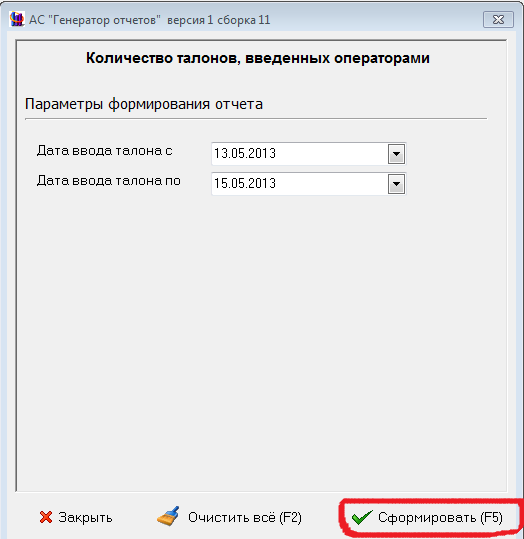 АС "Генератор отчетов" версия 1 сборка 11
Количество талонов, введенных операторами
Параметры формирования отчета
Дата ввода талона с 13.05.2013
Дата ввода талона по 15.05.2013
Закрыть Очистить всё (F2) Сформировать (F5)